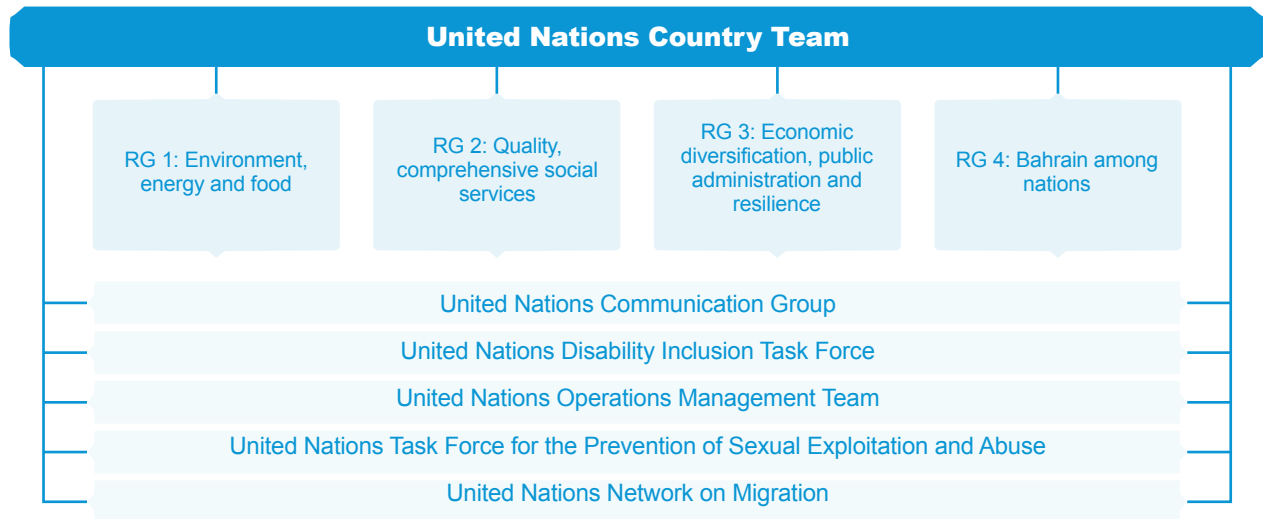 United Nations Country Team
RG 1: Environment,
energy and food
RG 2: Quality,
comprehensive social
services
RG 3: Economic
diversification, public
administration and
resilience
RG 4: Bahrain among
nations
United Nations Communication Group
United Nations Disability Inclusion Task Force
United Nations Operations Management Team
United Nations Task Force for the Prevention of Sexual Exploitation and Abuse
United Nations Network on Migration